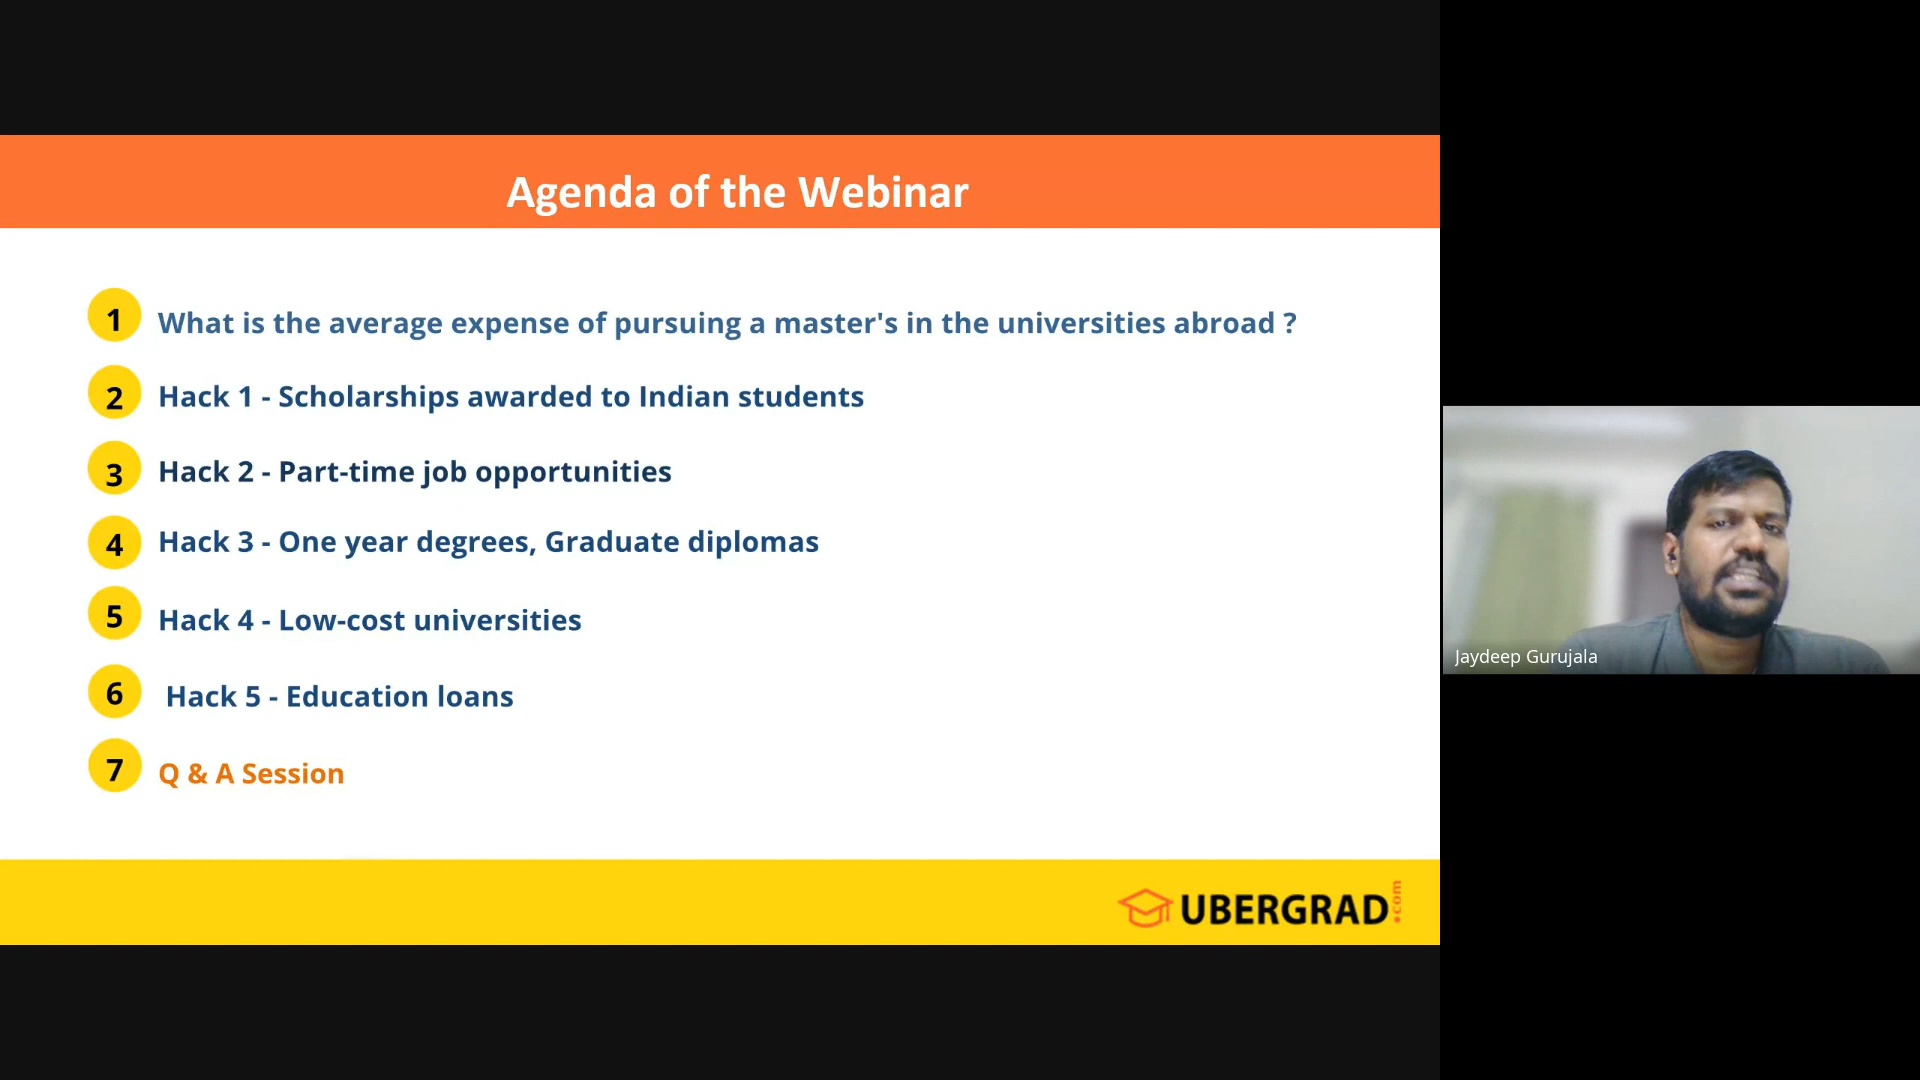 Agenda of the Webinar
1 What is the average expense of pursuing a master's in the universities abroad ?
2 Hack 1 - Scholarships awarded to Indian students
3 Hack 2 - Part-time job opportunities
4 Hack 3 - One year degrees, Graduate diplomas
5 Hack 4 - Low-cost universities
6 Hack 5 - Education loans
7 Q & A Session
UBERGRAD.com
Jaydeep Gurujala